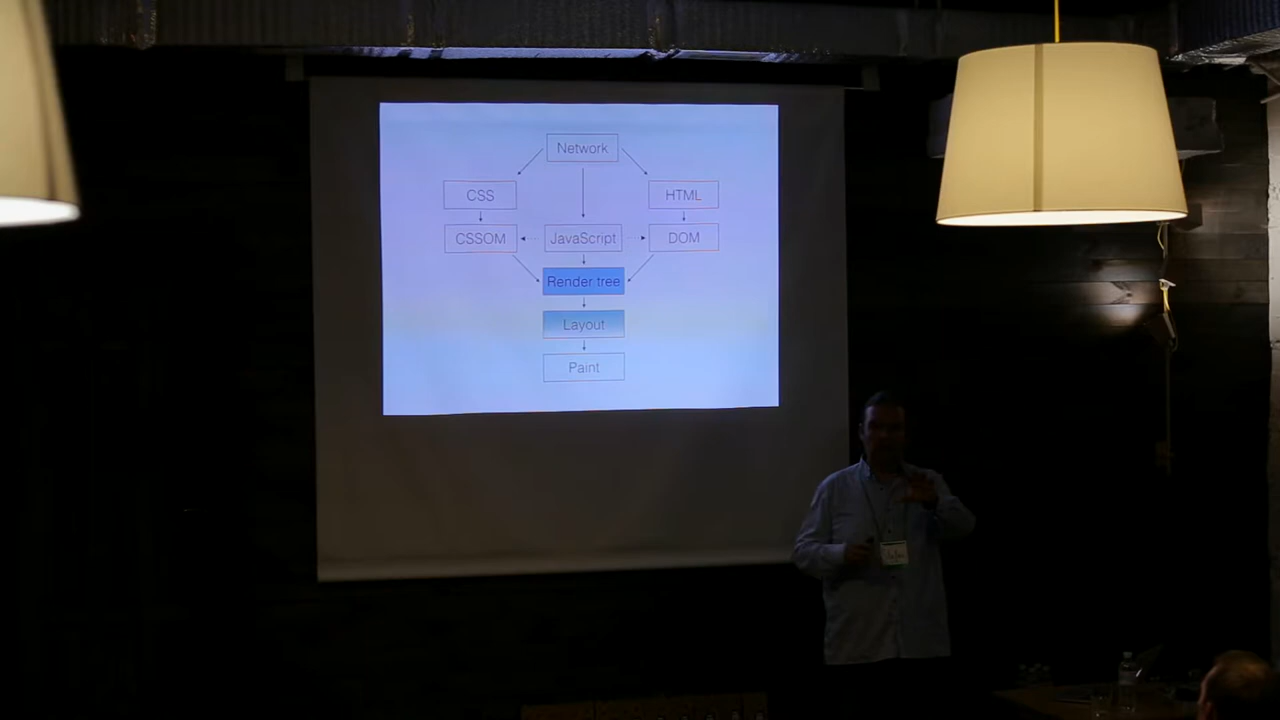 Network
CSS
HTML
CSSOM
JavaScript
DOM
Render tree
Layout
Paint